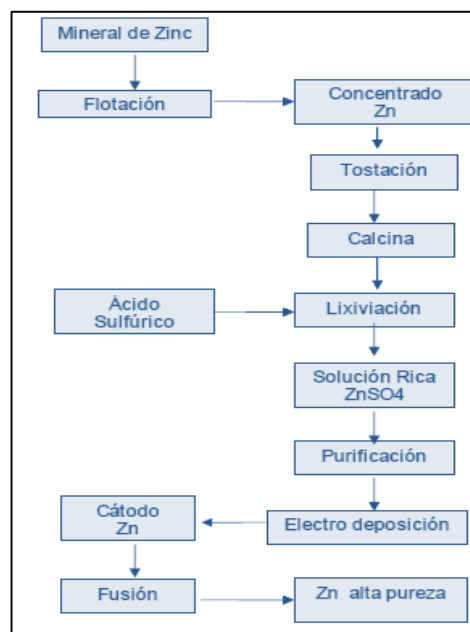 Mineral de Zinc
Flotación
Concentrado
Zn
Tostación
Calcina
Ácido
Sulfúrico
Lixiviación
Solución Rica
ZnSO4
Purificación
Cátodo
Zn
Electro deposición
Fusión
Zn alta pureza